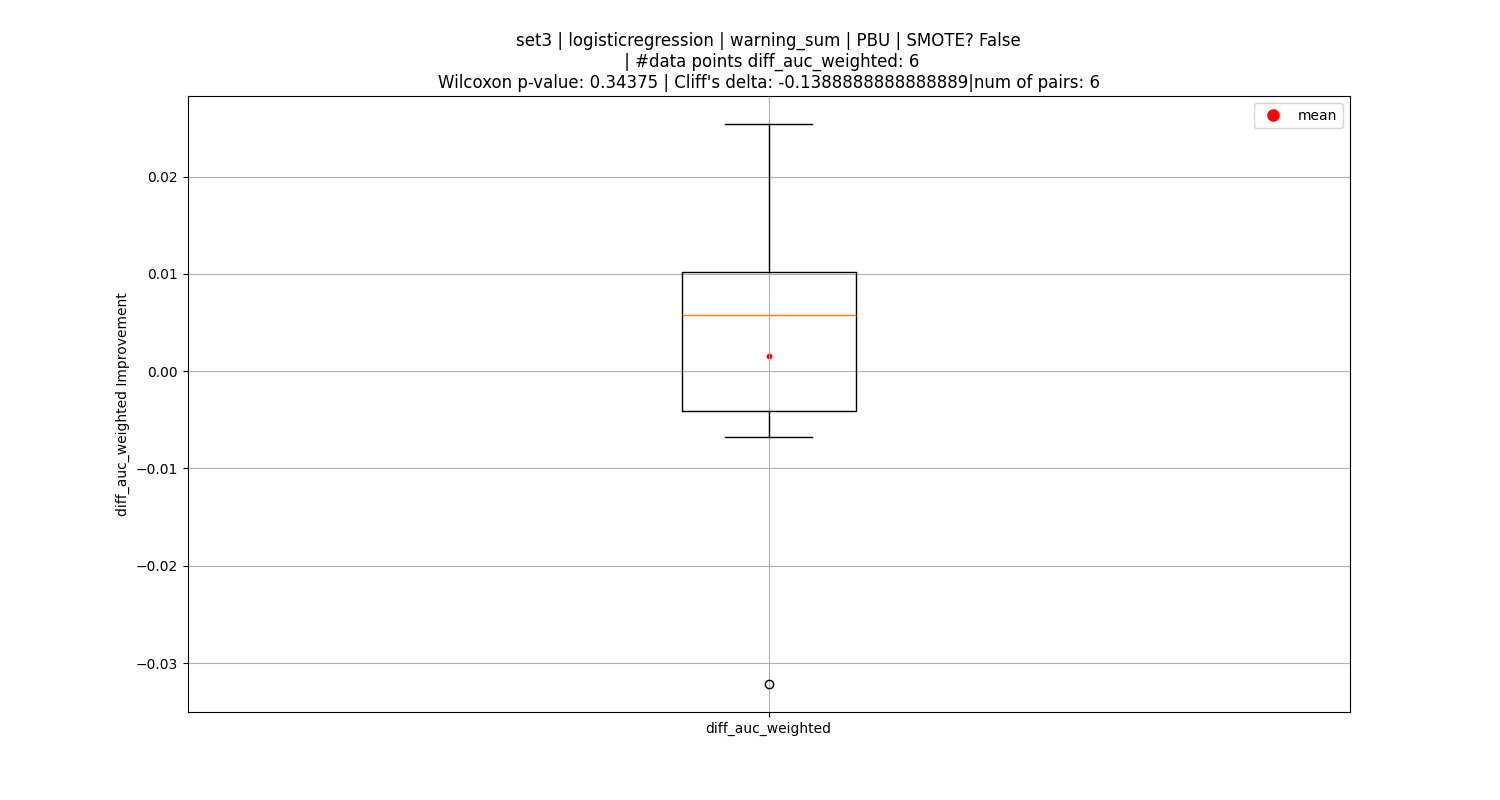 set3 | logisticregression | warning_sum | PBU | SMOTE? False
| #data points diff_auc_weighted: 6
Wilcoxon p-value: 0.34375 | Cliff's delta: -0.1388888888888889|num of pairs: 6
mean
0.02
0.01
0.00
−0.01
−0.02
−0.03
diff_auc_weighted Improvement
diff_auc_weighted